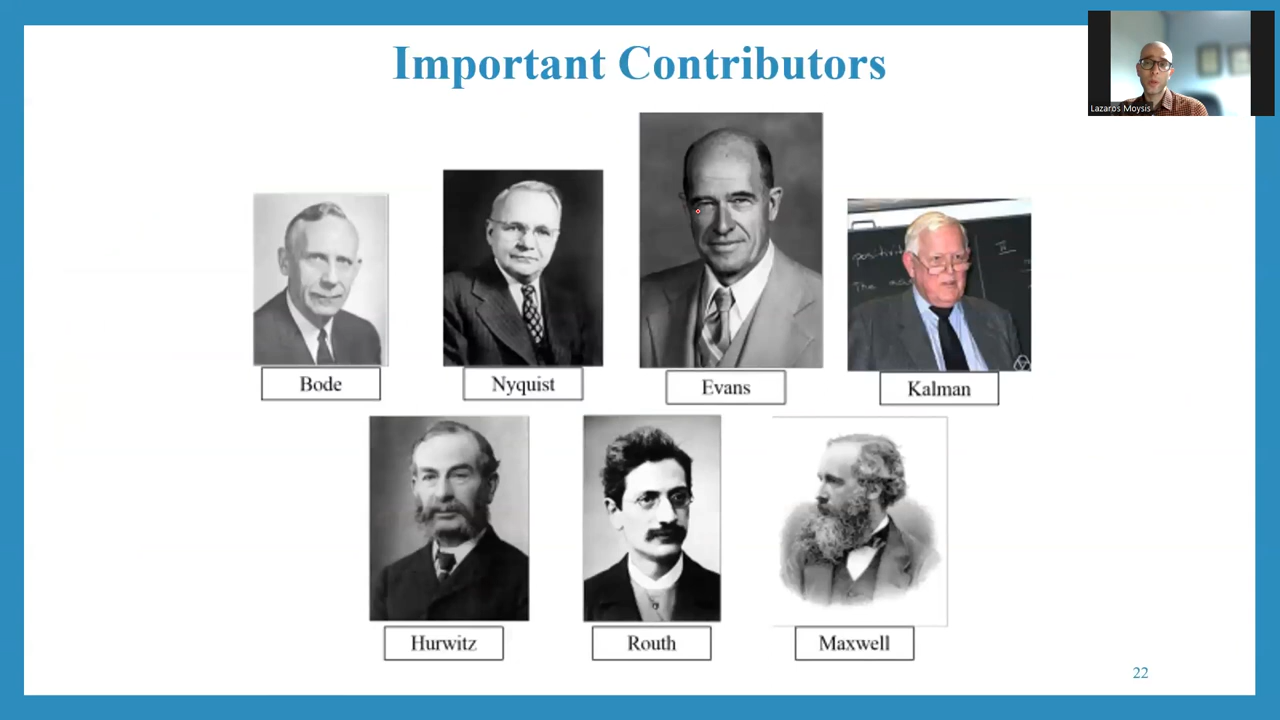 Important Contributors
Lazaros Moysis
Bode
Nyquist
Evans
Kalman
Hurwitz
Routh
Maxwell
22